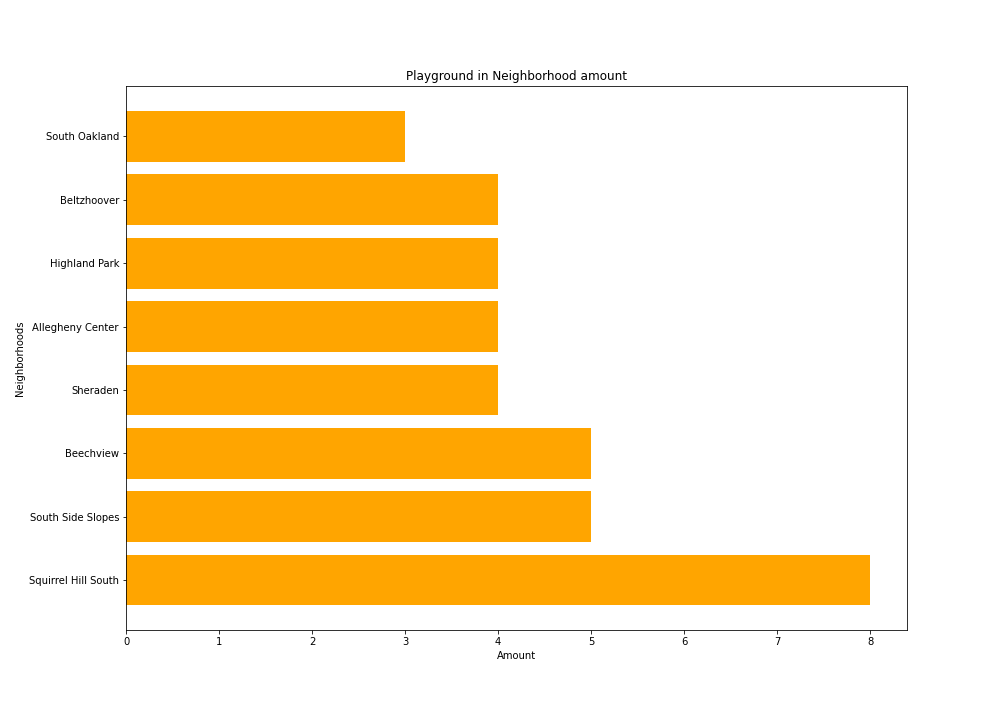 Playground in Neighborhood amount
South Oakland
Beltzhoover
Highland Park
Allegheny Center
Sheraden
Beechview
South Side Slopes
Squirrel Hill South
Neighborhoods
0 1 2 3 4 5 6 7 8
Amount